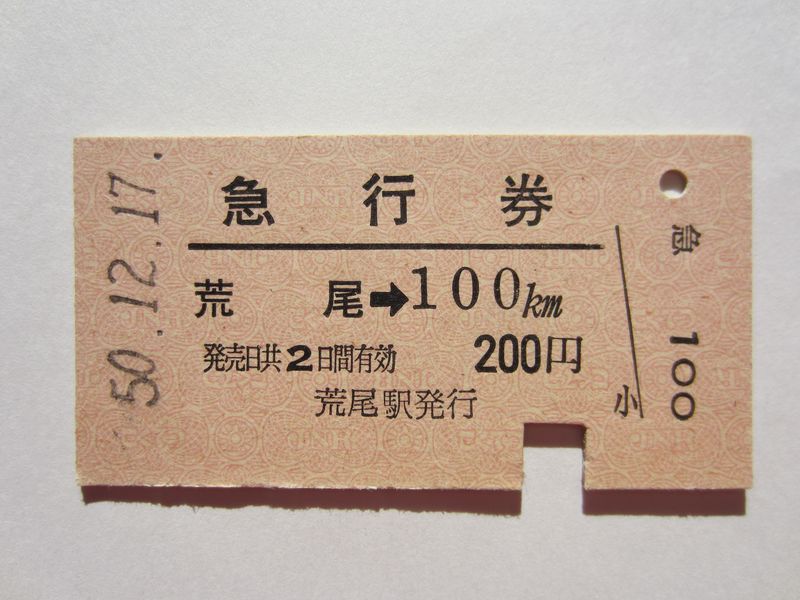 50.12.17.
急行券
荒尾➡100km
発売日共2日間有効 200円
荒尾駅発行
小
急 100